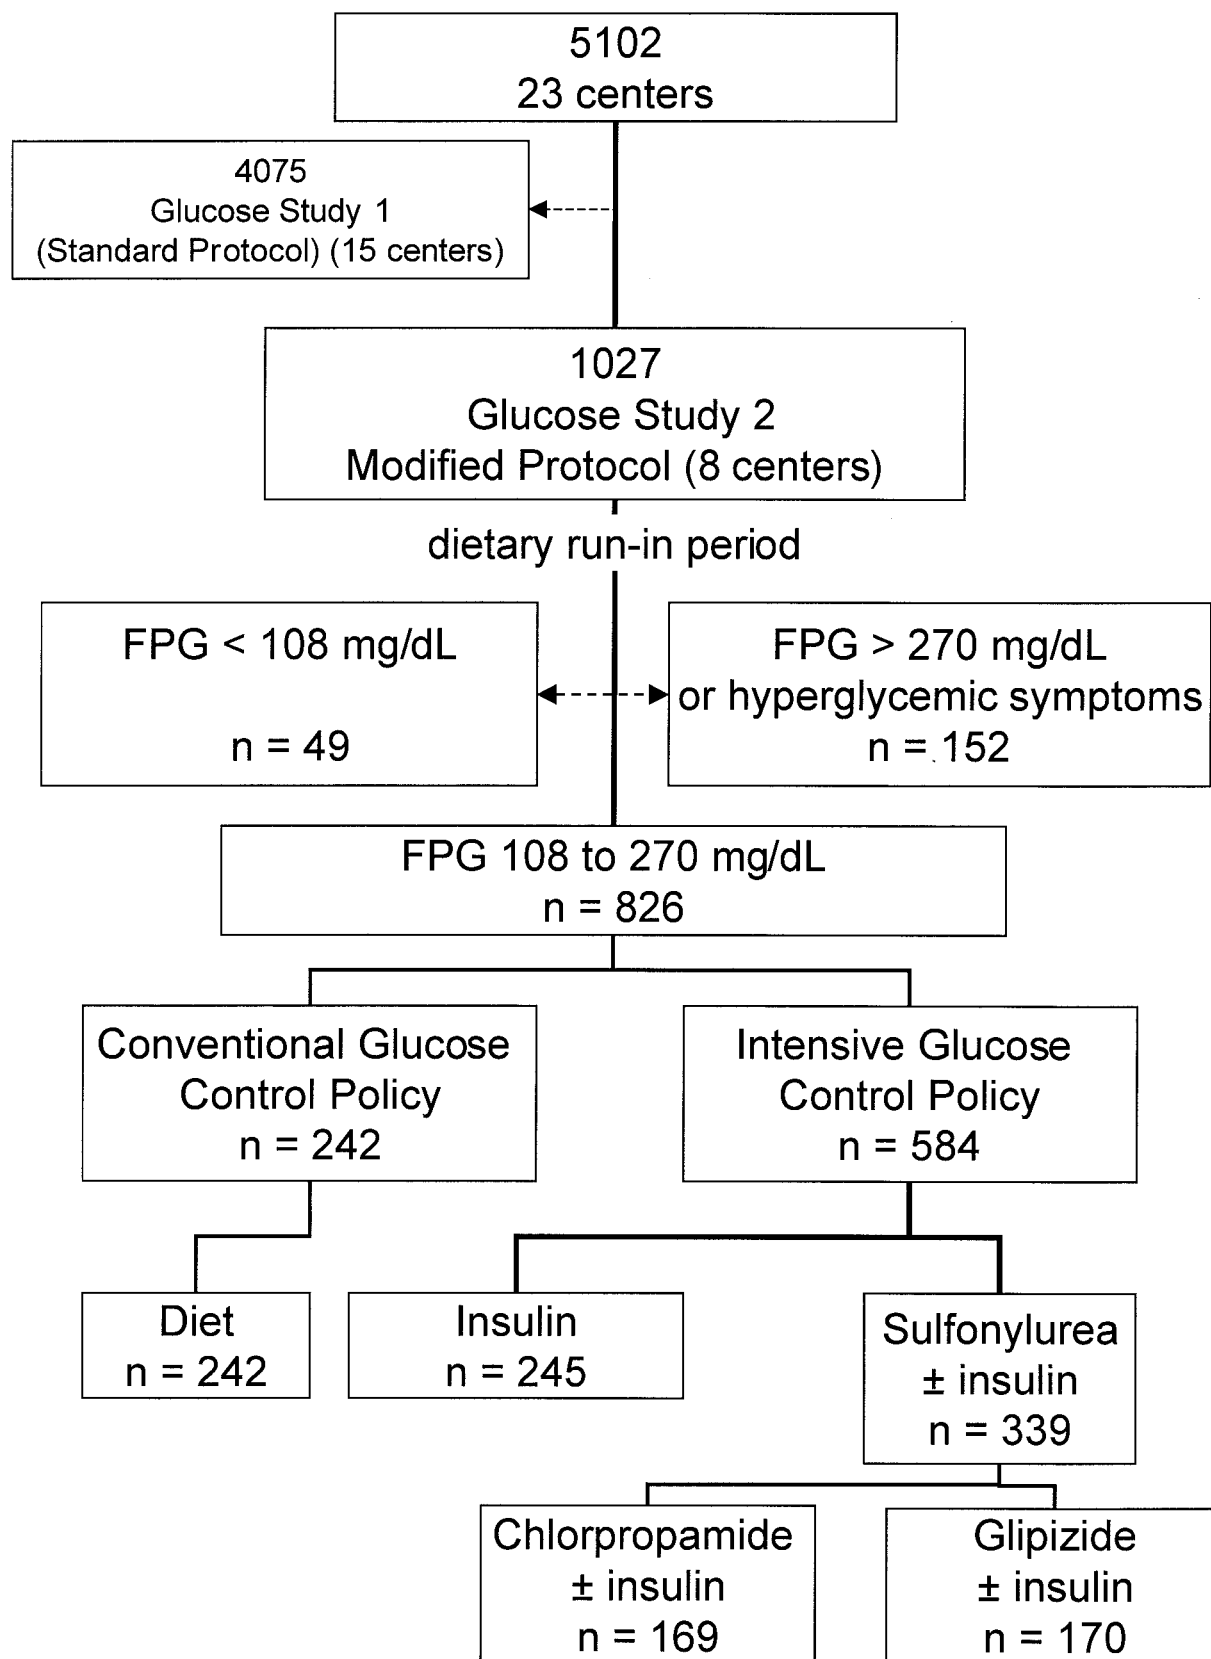 5102
23 centers
4075
Glucose Study 1
(Standard Protocol) (15 centers)
1027
Glucose Study 2
Modified Protocol (8 centers)
dietary run-in period
FPG < 108 mg/dL
n = 49
FPG > 270 mg/dL
or hyperglycemic symptoms
n = 152
FPG 108 to 270 mg/dL
n = 826
Conventional Glucose
Control Policy
n = 242
Intensive Glucose
Control Policy
n = 584
Diet
n = 242
Insulin
n = 245
Sulfonylurea
± insulin
n = 339
Chlorpropamide
± insulin
n = 169
Glipizide
± insulin
n = 170